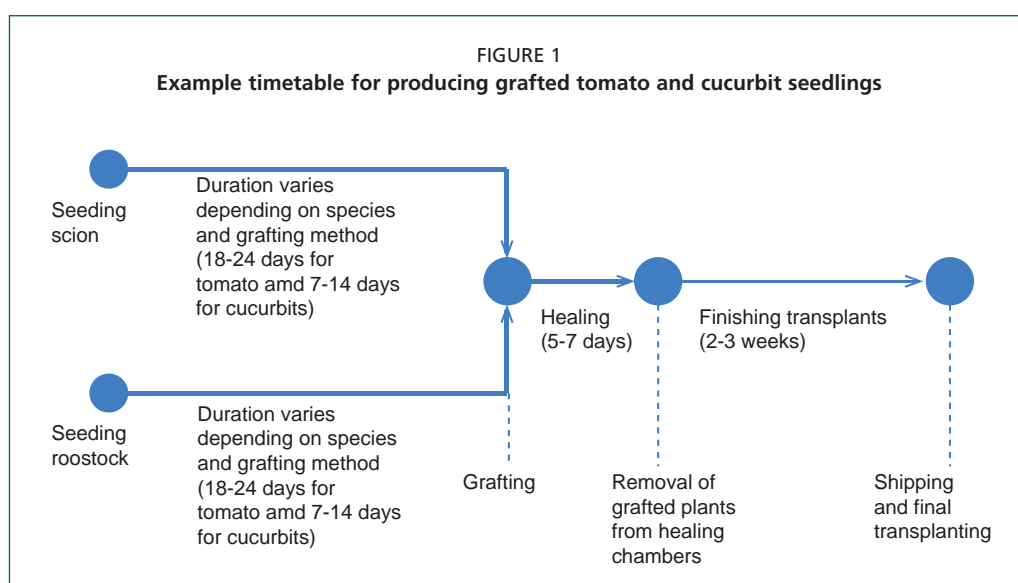 FIGURE 1
Example timetable for producing grafted tomato and cucurbit seedlings
Seeding
scion
Duration varies
depending on species
and grafting method
(18-24 days for
tomato amd 7-14 days
for cucurbits)
Healing
(5-7 days)
Finishing transplants
(2-3 weeks)
Seeding
roostock
Duration varies
depending on species
and grafting method
(18-24 days for
tomato amd 7-14 days
for cucurbits)
Grafting
Removal of
grafted plants
from healing
chambers
Shipping
and final
transplanting